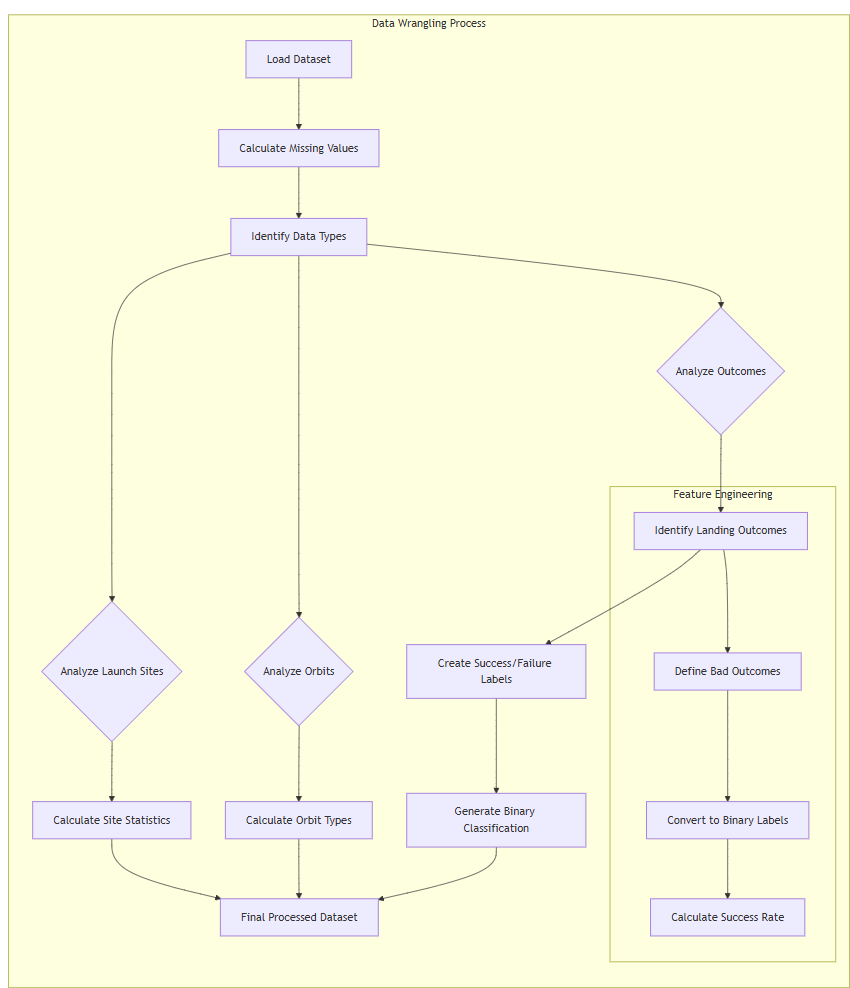 Data Wrangling Process
Load Dataset
Calculate Missing Values
Identify Data Types
Analyze Outcomes
Feature Engineering
Identify Landing Outcomes
Analyze Launch Sites
Analyze Orbits
Create Success/Failure
Labels
Define Bad Outcomes
Calculate Site Statistics
Calculate Orbit Types
Generate Binary
Classification
Convert to Binary Labels
Final Processed Dataset
Calculate Success Rate